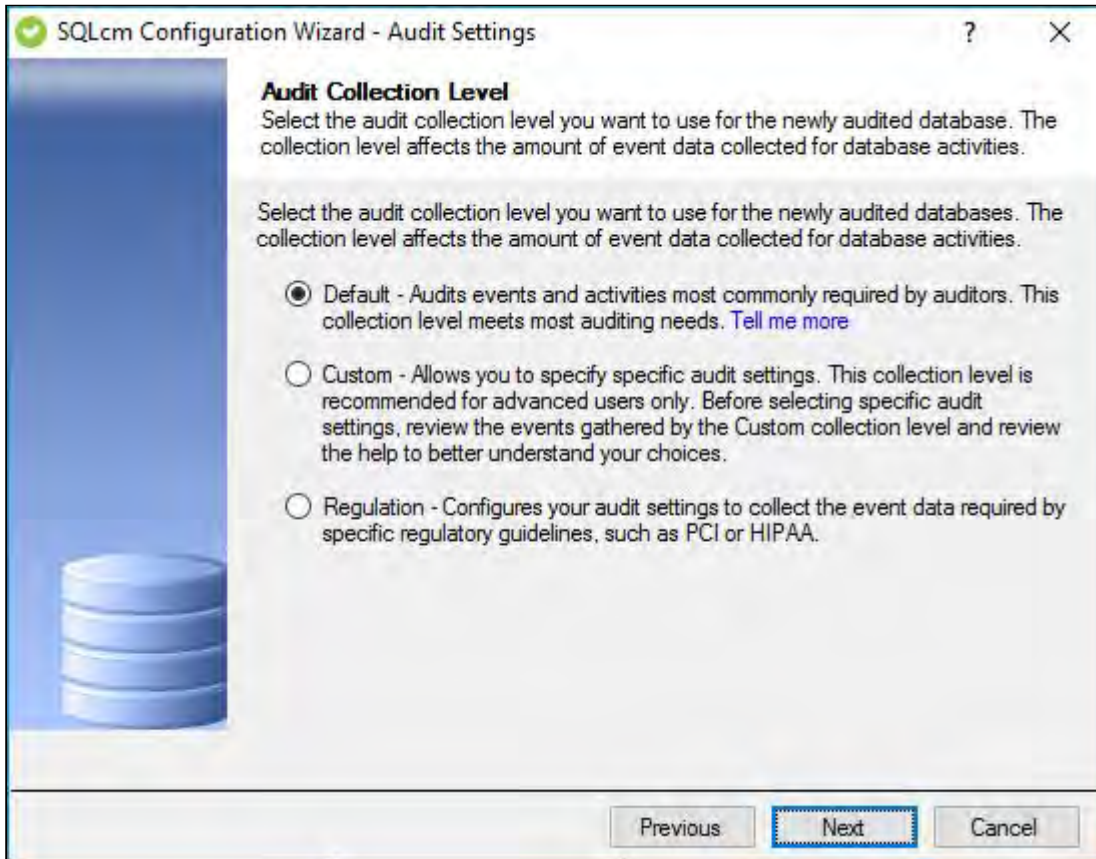 SQLcm Configuration Wizard - Audit Settings ? ×
Audit Collection Level
Select the audit collection level you want to use for the newly audited database. The
collection level affects the amount of event data collected for database activities.
Select the audit collection level you want to use for the newly audited databases. The
collection level affects the amount of event data collected for database activities.
Default - Audits events and activities most commonly required by auditors. This
collection level meets most auditing needs. Tell me more
Custom - Allows you to specify specific audit settings. This collection level is
recommended for advanced users only. Before selecting specific audit
settings, review the events gathered by the Custom collection level and review
the help to better understand your choices.
Regulation - Configures your audit settings to collect the event data required by
specific regulatory guidelines, such as PCI or HIPAA.
Previous Next Cancel